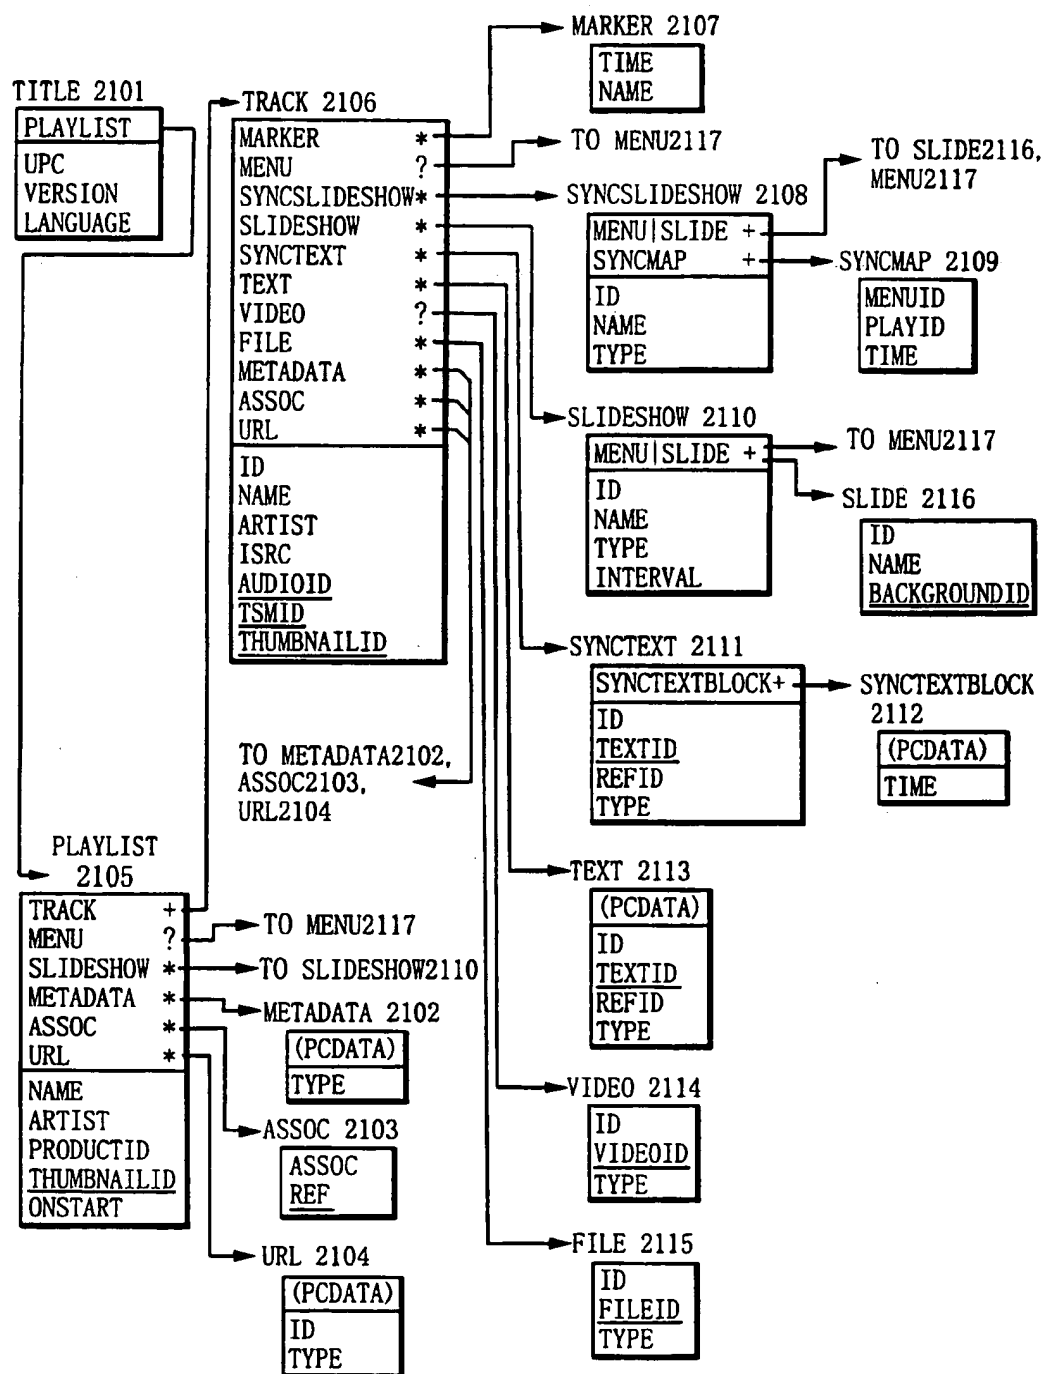 TITLE 2101
PLAYLIST
UPC
VERSION
LANGUAGE
TRACK 2106
MARKER *
MENU ?
SYNCSLIDESHOW*
SLIDESHOW *
SYNCTEXT *
TEXT *
VIDEO ?
FILE *
METADATA *
ASSOC *
URL *
ID
NAME
ARTIST
ISRC
AUDIOID
TSMID
THUMBNAILID
TO METADATA2102,
ASSOC2103,
URL2104
PLAYLIST
2105
TRACK +
MENU ?
SLIDESHOW *
METADATA *
ASSOC *
URL *
NAME
ARTIST
PRODUCTID
THUMBNAILID
ONSTART
TO MENU2117
TO SLIDESHOW2110
METADATA 2102
(PCDATA)
TYPE
ASSOC 2103
ASSOC
REF
URL 2104
(PCDATA)
ID
TYPE
MARKER 2107
TIME
NAME
TO MENU2117
SYNCSLIDESHOW 2108
MENU|SLIDE +
SYNCMAP +
ID
NAME
TYPE
TO SLIDE2116,
MENU2117
SYNCMAP 2109
MENUID
PLAYID
TIME
SLIDESHOW 2110
MENU|SLIDE +
ID
NAME
TYPE
INTERVAL
TO MENU2117
SLIDE 2116
ID
NAME
BACKGROUNDID
SYNCTEXT 2111
SYNCTEXTBLOCK+
ID
TEXTID
REFID
TYPE
SYNCTEXTBLOCK
2112
(PCDATA)
TIME
TEXT 2113
(PCDATA)
ID
TEXTID
REFID
TYPE
VIDEO 2114
ID
VIDEOID
TYPE
FILE 2115
ID
FILEID
TYPE